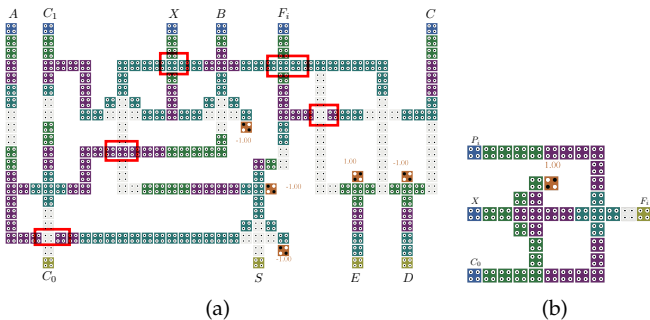 A C₁ X B Fᵢ C
-1.00
1.00 -1.00
-1.00
-1.00
C₀ S E D
Pᵢ
1.00
X Fᵢ
C₀
(a) (b)